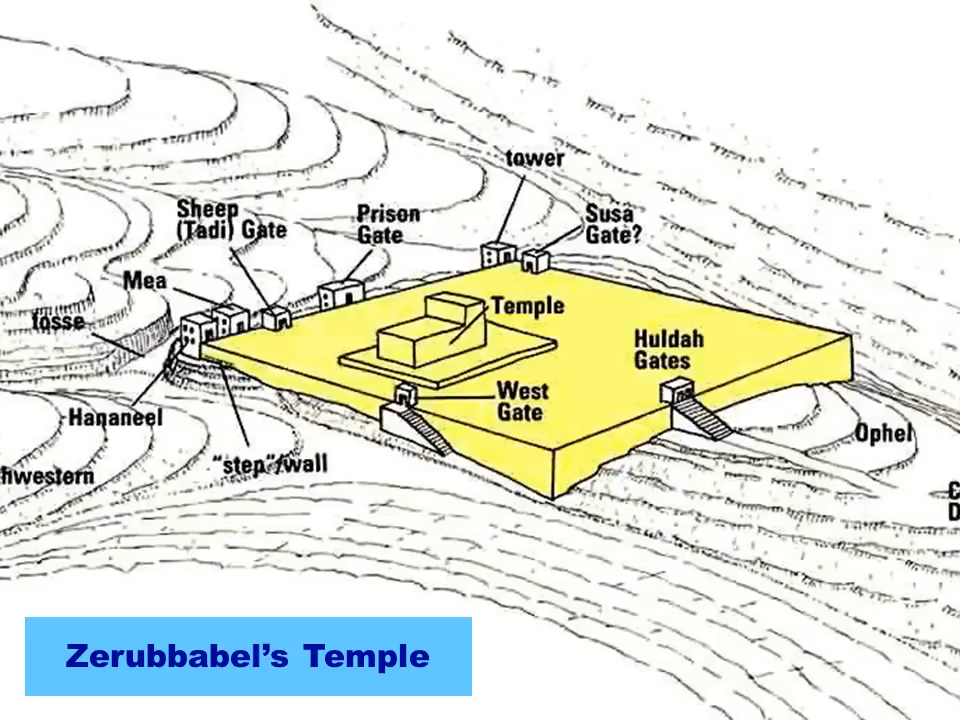 tower
Sheep
(Tadi) Gate
Prison
Gate
Susa
Gate?
Mea
Temple
fosse
Huldah
Gates
West
Gate
Hananeel
Ophel
"step"/wall
hwestern
Zerubbabel's Temple